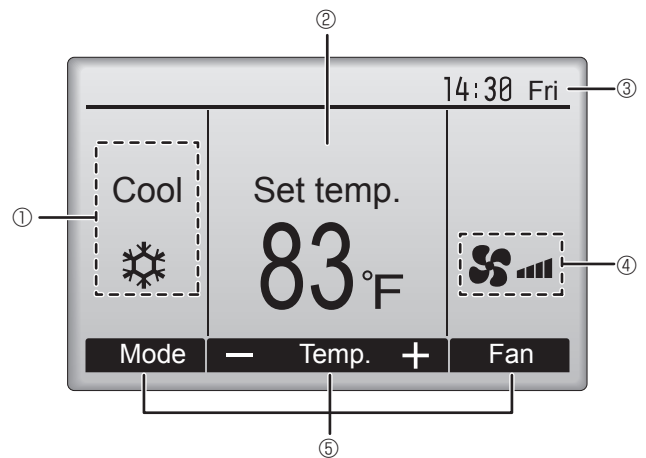 ②
14:30 Fri
③
Cool
Set temp.
①
83°F
④
Mode
— Temp. +
Fan
⑤